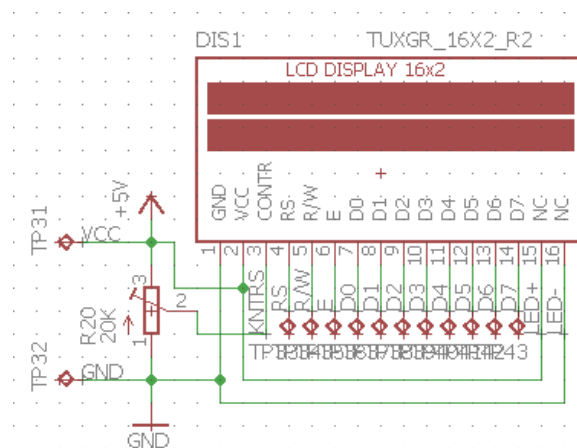 DIS1
TUXGR_16X2_R2
LCD DISPLAY 16x2
GND
VCC
CONTR
RS
R/W
E
D0
D1
D2
D3
D4
D5
D6
D7
NC
NC
1
2
3
4
5
6
7
8
9
10
11
12
13
14
15
16
KNTRS
RS
R/W
E
D0
D1
D2
D3
D4
D5
D6
D7
LED+
LED-
+5V
TP31
VCC
3
2
1
R20
20K
TP32
GND
GND